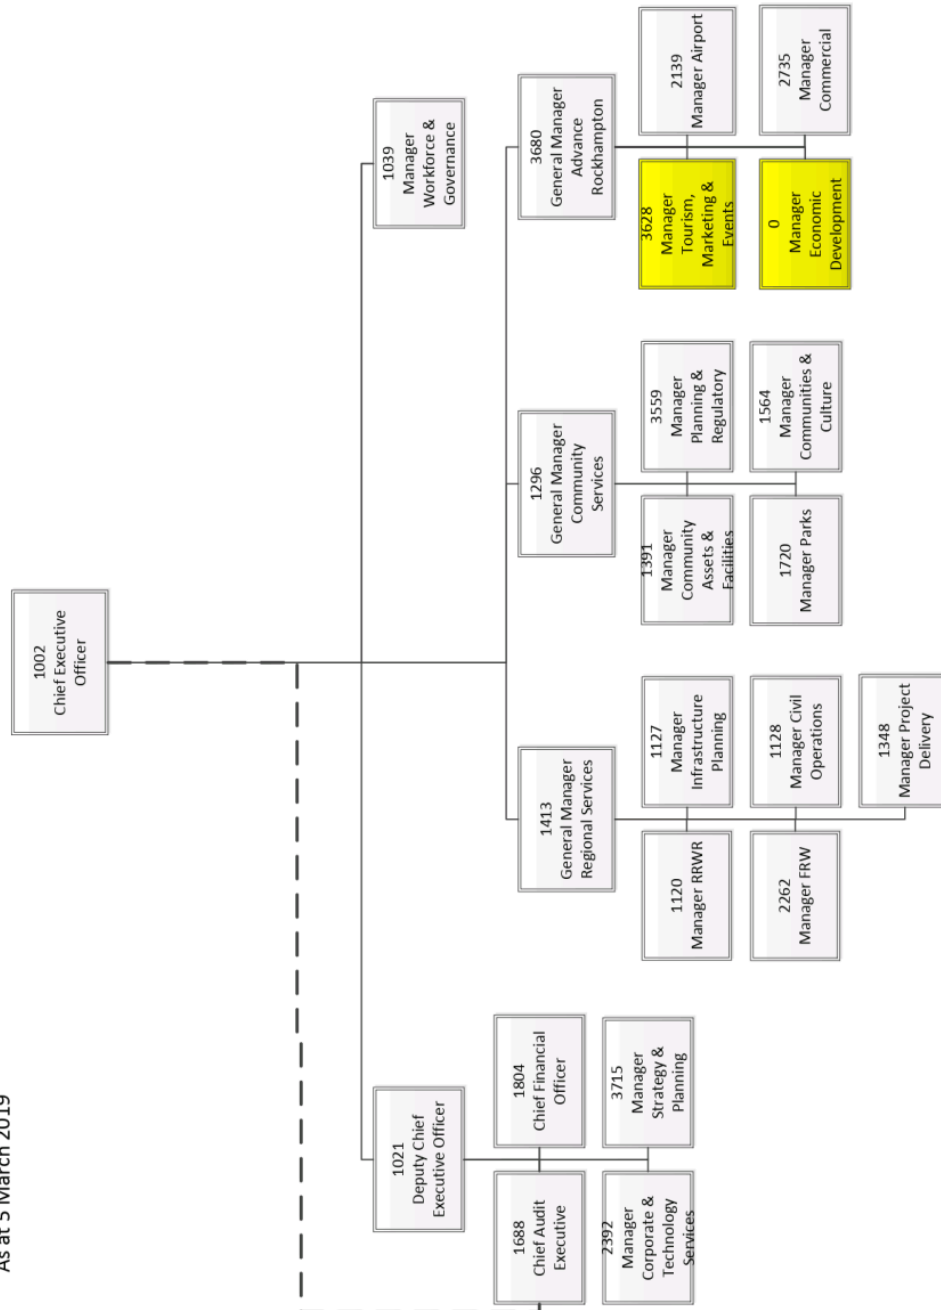 As at 5 March 2019
1002
Chief Executive
Officer
1021
Deputy Chief
Executive Officer
1039
Manager
Workforce &
Governance
1688
Chief Audit
Executive
1804
Chief Financial
Officer
2392
Manager
Corporate &
Technology
Services
3715
Manager
Strategy &
Planning
1413
General Manager
Regional Services
1120
Manager RRWR
1127
Manager
Infrastructure
Planning
2262
Manager FRW
1128
Manager Civil
Operations
1348
Manager Project
Delivery
1296
General Manager
Community
Services
1391
Manager
Community
Assets &
Facilities
3559
Manager
Planning &
Regulatory
1720
Manager Parks
1564
Manager
Communities &
Culture
3680
General Manager
Advance
Rockhampton
3628
Manager
Tourism,
Marketing &
Events
2139
Manager Airport
0
Manager
Economic
Development
2735
Manager
Commercial